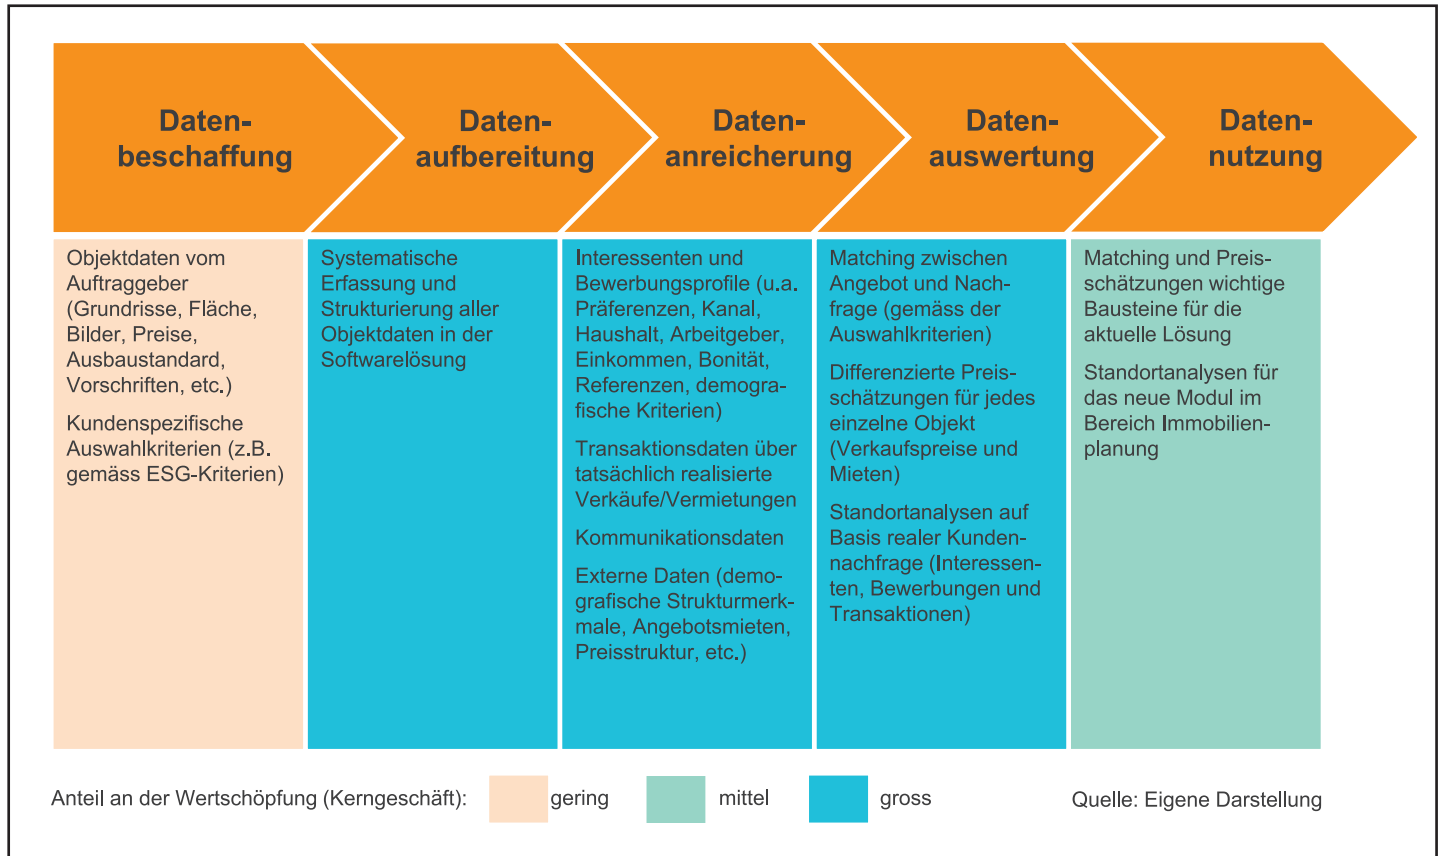 Daten-
beschaffung
Daten-
aufbereitung
Daten-
anreicherung
Daten-
auswertung
Daten-
nutzung
Objektdaten vom
Auftraggeber
(Grundrisse, Fläche,
Bilder, Preise,
Ausbaustandard,
Vorschriften, etc.)
Kundenspezifische
Auswahlkriterien (z.B.
gemäss ESG-Kriterien)
Systematische
Erfassung und
Strukturierung aller
Objektdaten in der
Softwarelösung
Interessenten und
Bewerbungsprofile (u.a.
Präferenzen, Kanal,
Haushalt, Arbeitgeber,
Einkommen, Bonität,
Referenzen, demogra-
fische Kriterien)
Transaktionsdaten über
tatsächlich realisierte
Verkäufe/Vermietungen
Kommunikationsdaten
Externe Daten (demo-
grafische Strukturmerk-
male, Angebotsmieten,
Preisstruktur, etc.)
Matching zwischen
Angebot und Nach-
frage (gemäss der
Auswahlkriterien)
Differenzierte Preis-
schätzungen für jedes
einzelne Objekt
(Verkaufspreise und
Mieten)
Standortanalysen auf
Basis realer Kunden-
nachfrage (Interessen-
ten, Bewerbungen und
Transaktionen)
Matching und Preis-
schätzungen wichtige
Bausteine für die
aktuelle Lösung
Standortanalysen für
das neue Modul im
Bereich Immobilien-
planung
Anteil an der Wertschöpfung (Kerngeschäft): gering mittel gross Quelle: Eigene Darstellung